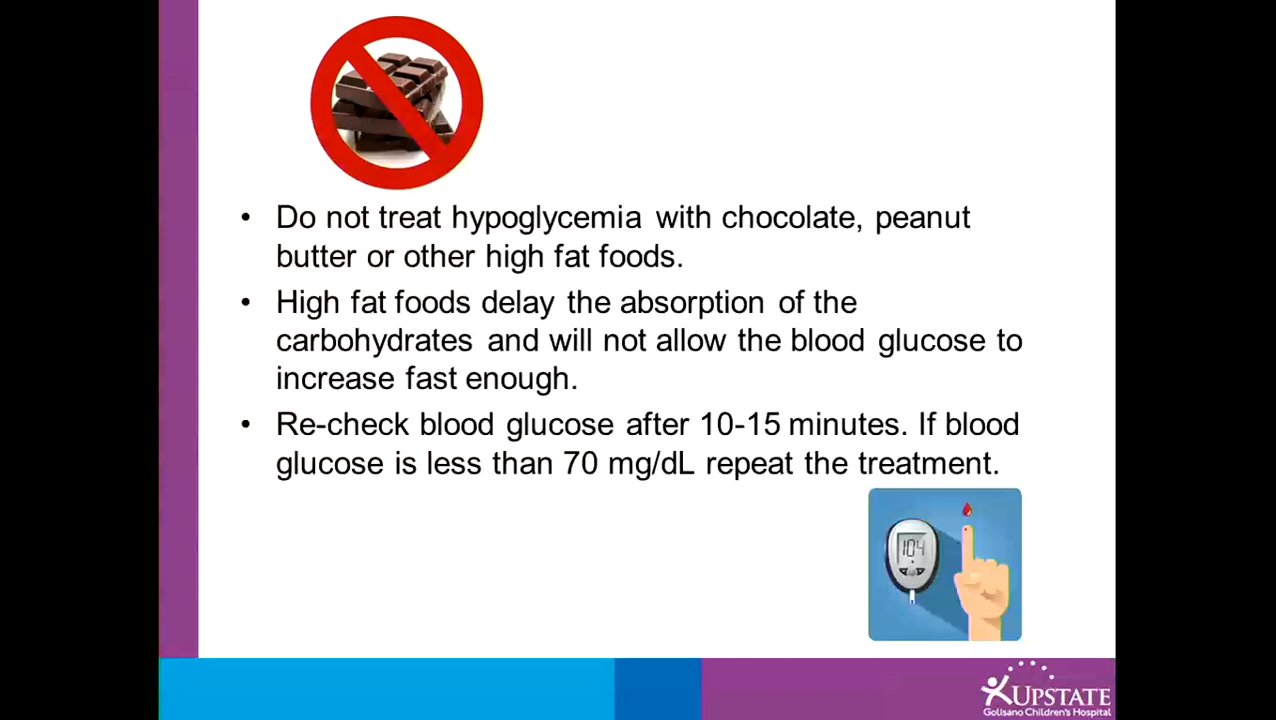 • Do not treat hypoglycemia with chocolate, peanut
butter or other high fat foods.
• High fat foods delay the absorption of the
carbohydrates and will not allow the blood glucose to
increase fast enough.
• Re-check blood glucose after 10-15 minutes. If blood
glucose is less than 70 mg/dL repeat the treatment.
104
UPSTATE
Golisano Children's Hospital